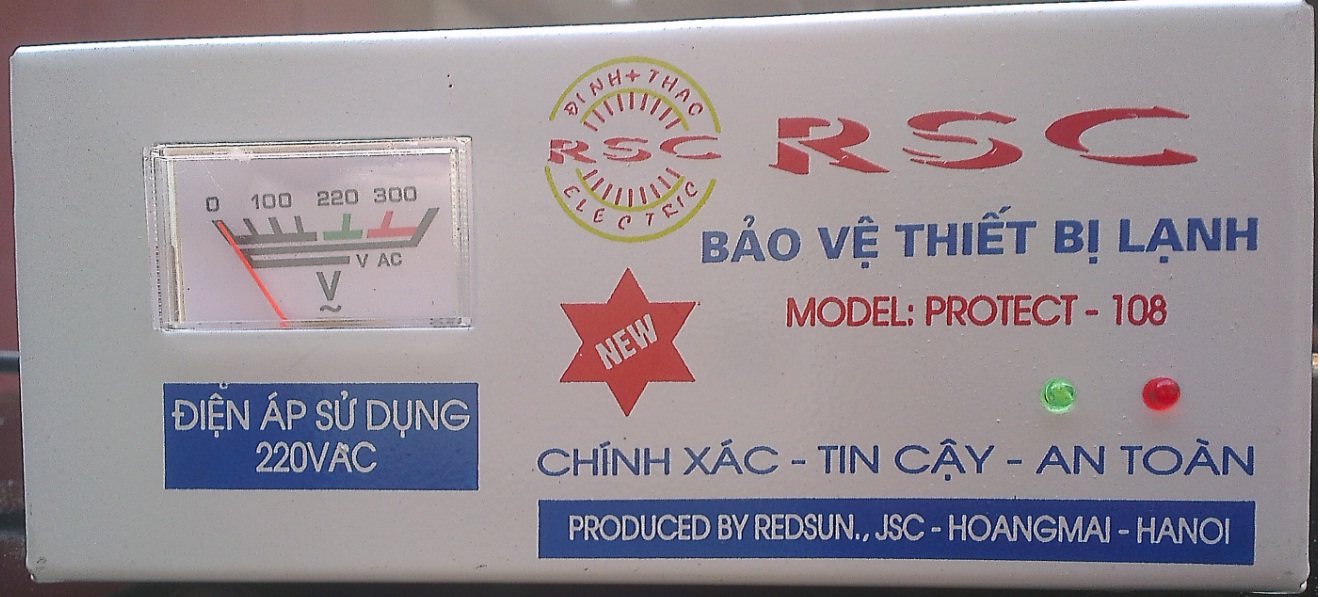 0 100 220 300
V AC
V
~
ĐIỆN ÁP SỬ DỤNG
220VAC
ĐINH+THAC
RSC
ELECTRIC
RSC
BẢO VỆ THIẾT BỊ LẠNH
MODEL: PROTECT - 108
NEW
CHÍNH XÁC - TIN CẬY - AN TOÀN
PRODUCED BY REDSUN., JSC - HOANGMAI - HANOI